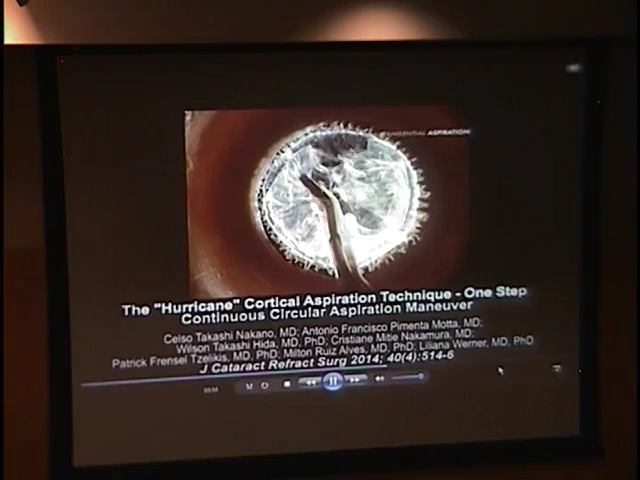 TANGENTIAL ASPIRATION
The "Hurricane" Cortical Aspiration Technique - One Step
Continuous Circular Aspiration Maneuver
Celso Takashi Nakano, MD; Antonio Francisco Pimenta Motta, MD;
Wilson Takashi Hida, MD, PhD; Cristiane Mitie Nakamura, MD;
Patrick Frensel Tzelikis, MD, PhD; Milton Ruiz Alves, MD, PhD; Liliana Werner, MD, PhD
J Cataract Refract Surg 2014; 40(4):514-6